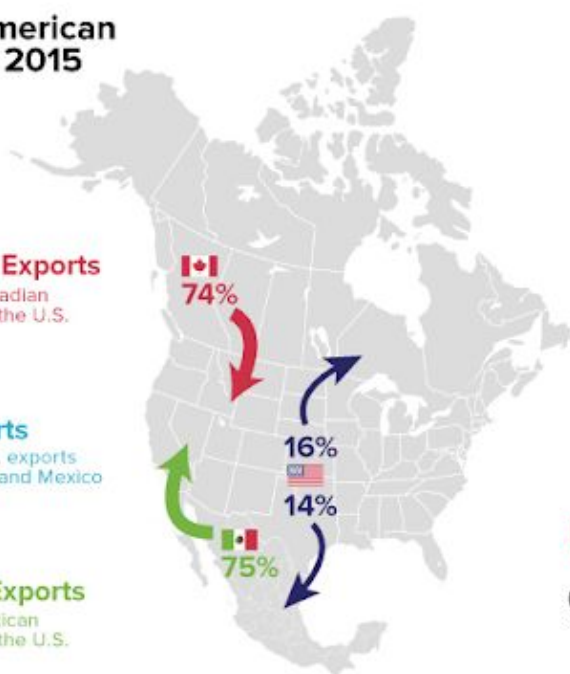 merican
2015
Exports
adian
the U.S.
74%
rts
exports
and Mexico
16%
14%
Exports
ican
the U.S.
75%